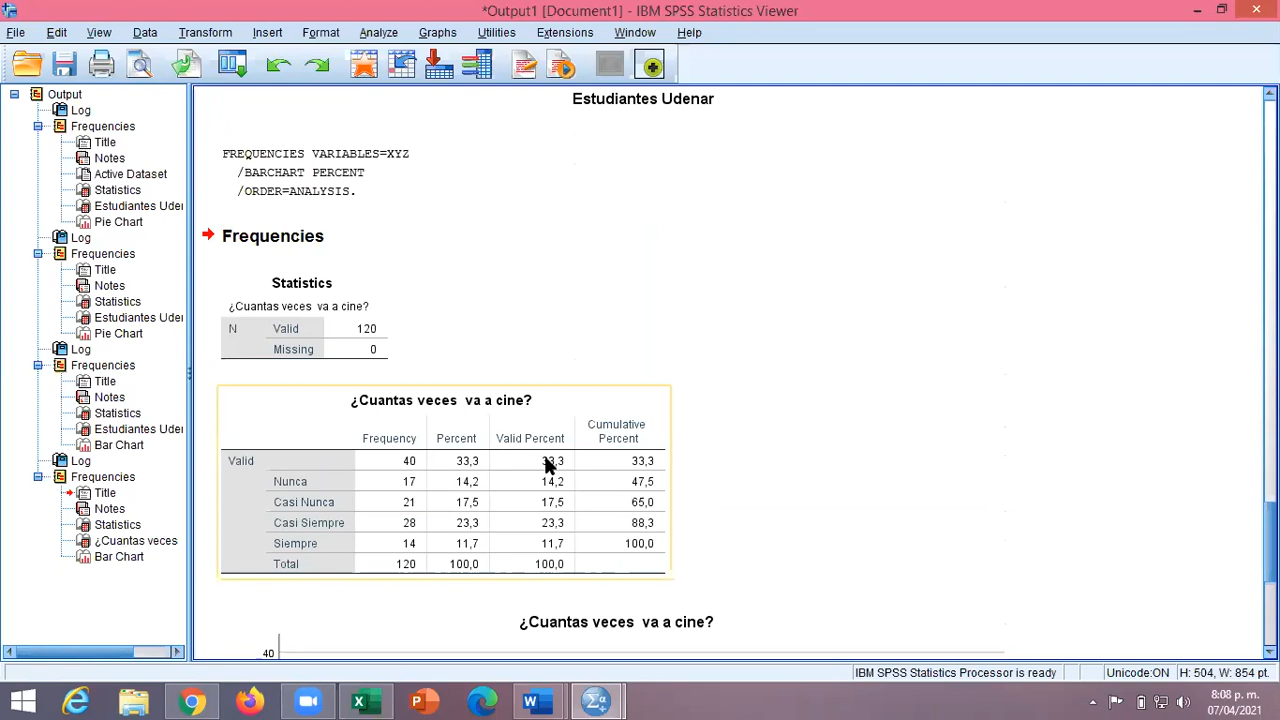 *Output1 [Document1] - IBM SPSS Statistics Viewer
File Edit View Data Transform Insert Format Analyze Graphs Utilities Extensions Window Help
Output
Log
Frequencies
Title
Notes
Active Dataset
Statistics
Estudiantes Uder
Pie Chart
Log
Frequencies
Title
Notes
Statistics
Estudiantes Uder
Pie Chart
Log
Frequencies
Title
Notes
Statistics
Estudiantes Uder
Bar Chart
Log
Frequencies
Title
Notes
Statistics
¿Cuantas veces
Bar Chart
Estudiantes Udenar
FREQUENCIES VARIABLES=XYZ
/BARCHART PERCENT
/ORDER=ANALYSIS.
Frequencies
Statistics
¿Cuantas veces va a cine?
N Valid 120
Missing 0
¿Cuantas veces va a cine?
Frequency Percent Valid Percent Cumulative Percent
Valid 40 33,3 33,3 33,3
Nunca 17 14,2 14,2 47,5
Casi Nunca 21 17,5 17,5 65,0
Casi Siempre 28 23,3 23,3 88,3
Siempre 14 11,7 11,7 100,0
Total 120 100,0 100,0
¿Cuantas veces va a cine?
40
IBM SPSS Statistics Processor is ready Unicode:ON H: 504, W: 854 pt.
8:08 p. m.
07/04/2021